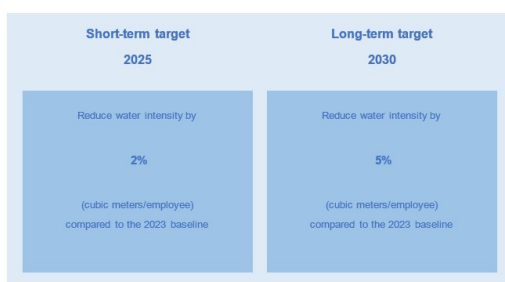 Short-term target
2025
Reduce water intensity by
2%
(cubic meters/employee)
compared to the 2023 baseline
Long-term target
2030
Reduce water intensity by
5%
(cubic meters/employee)
compared to the 2023 baseline